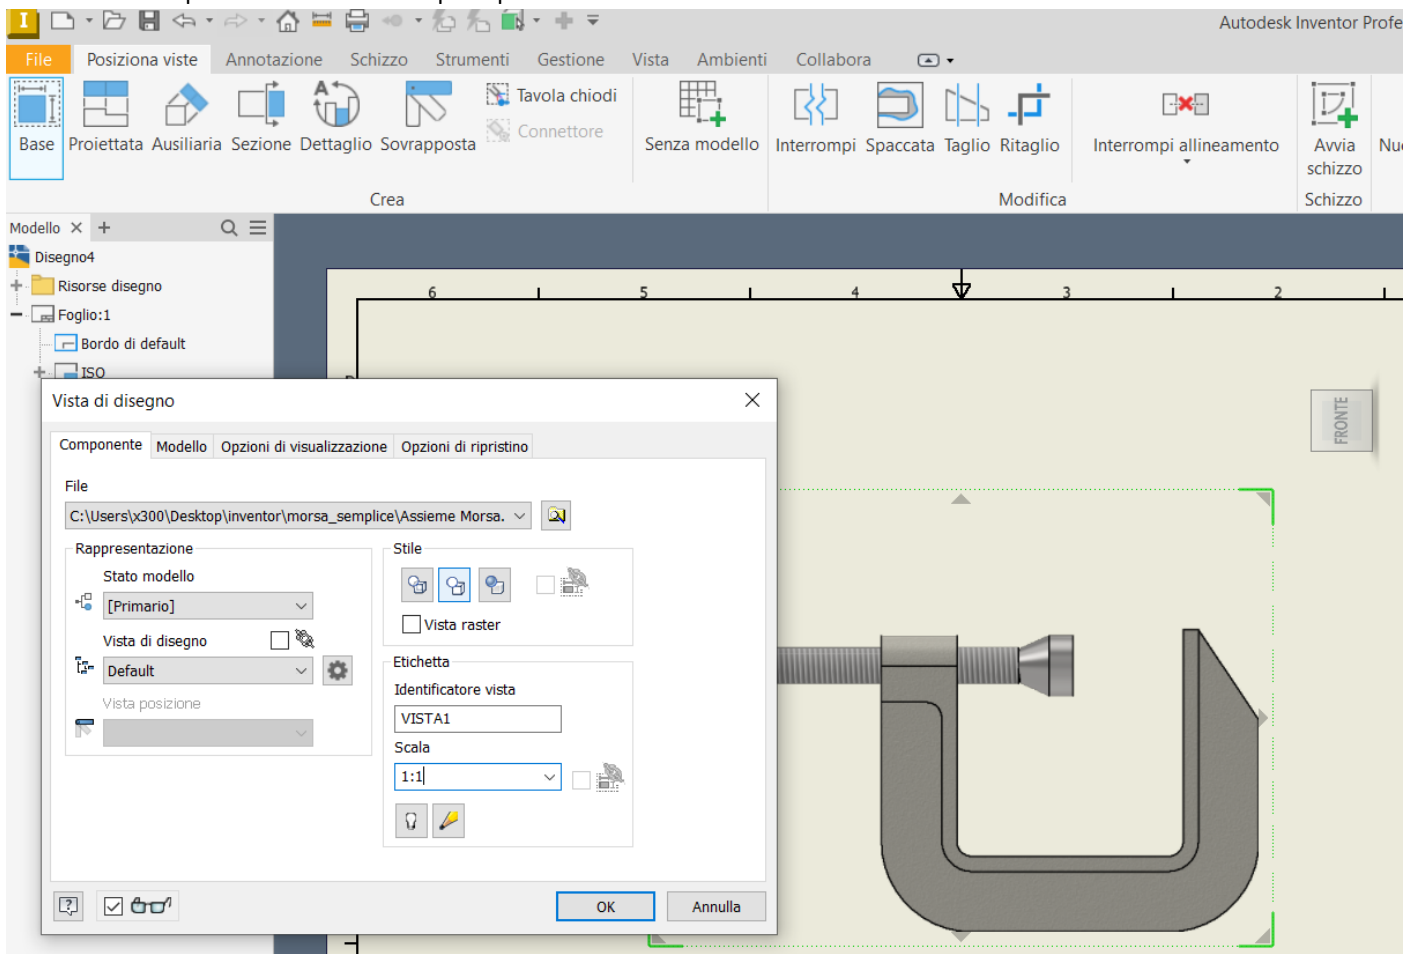 I
Autodesk Inventor Profe
File Posiziona viste Annotazione Schizzo Strumenti Gestione Vista Ambienti Collabora
Base Proiettata Ausiliaria Sezione Dettaglio Sovrapposta
Tavola chiodi
Connettore
Senza modello
Interrompi Spaccata Taglio Ritaglio
Interrompi allineamento
Avvia schizzo
Nu
Crea
Modifica
Schizzo
Modello
Disegno4
Risorse disegno
Foglio:1
Bordo di default
ISO
6 5 4 3 2
FRONTE
Vista di disegno
Componente Modello Opzioni di visualizzazione Opzioni di ripristino
File
C:\Users\x300\Desktop\inventor\morsa_semplice\Assieme Morsa.
Rappresentazione
Stato modello
[Primario]
Vista di disegno
Default
Vista posizione
Stile
Vista raster
Etichetta
Identificatore vista
VISTA1
Scala
1:1
OK
Annulla